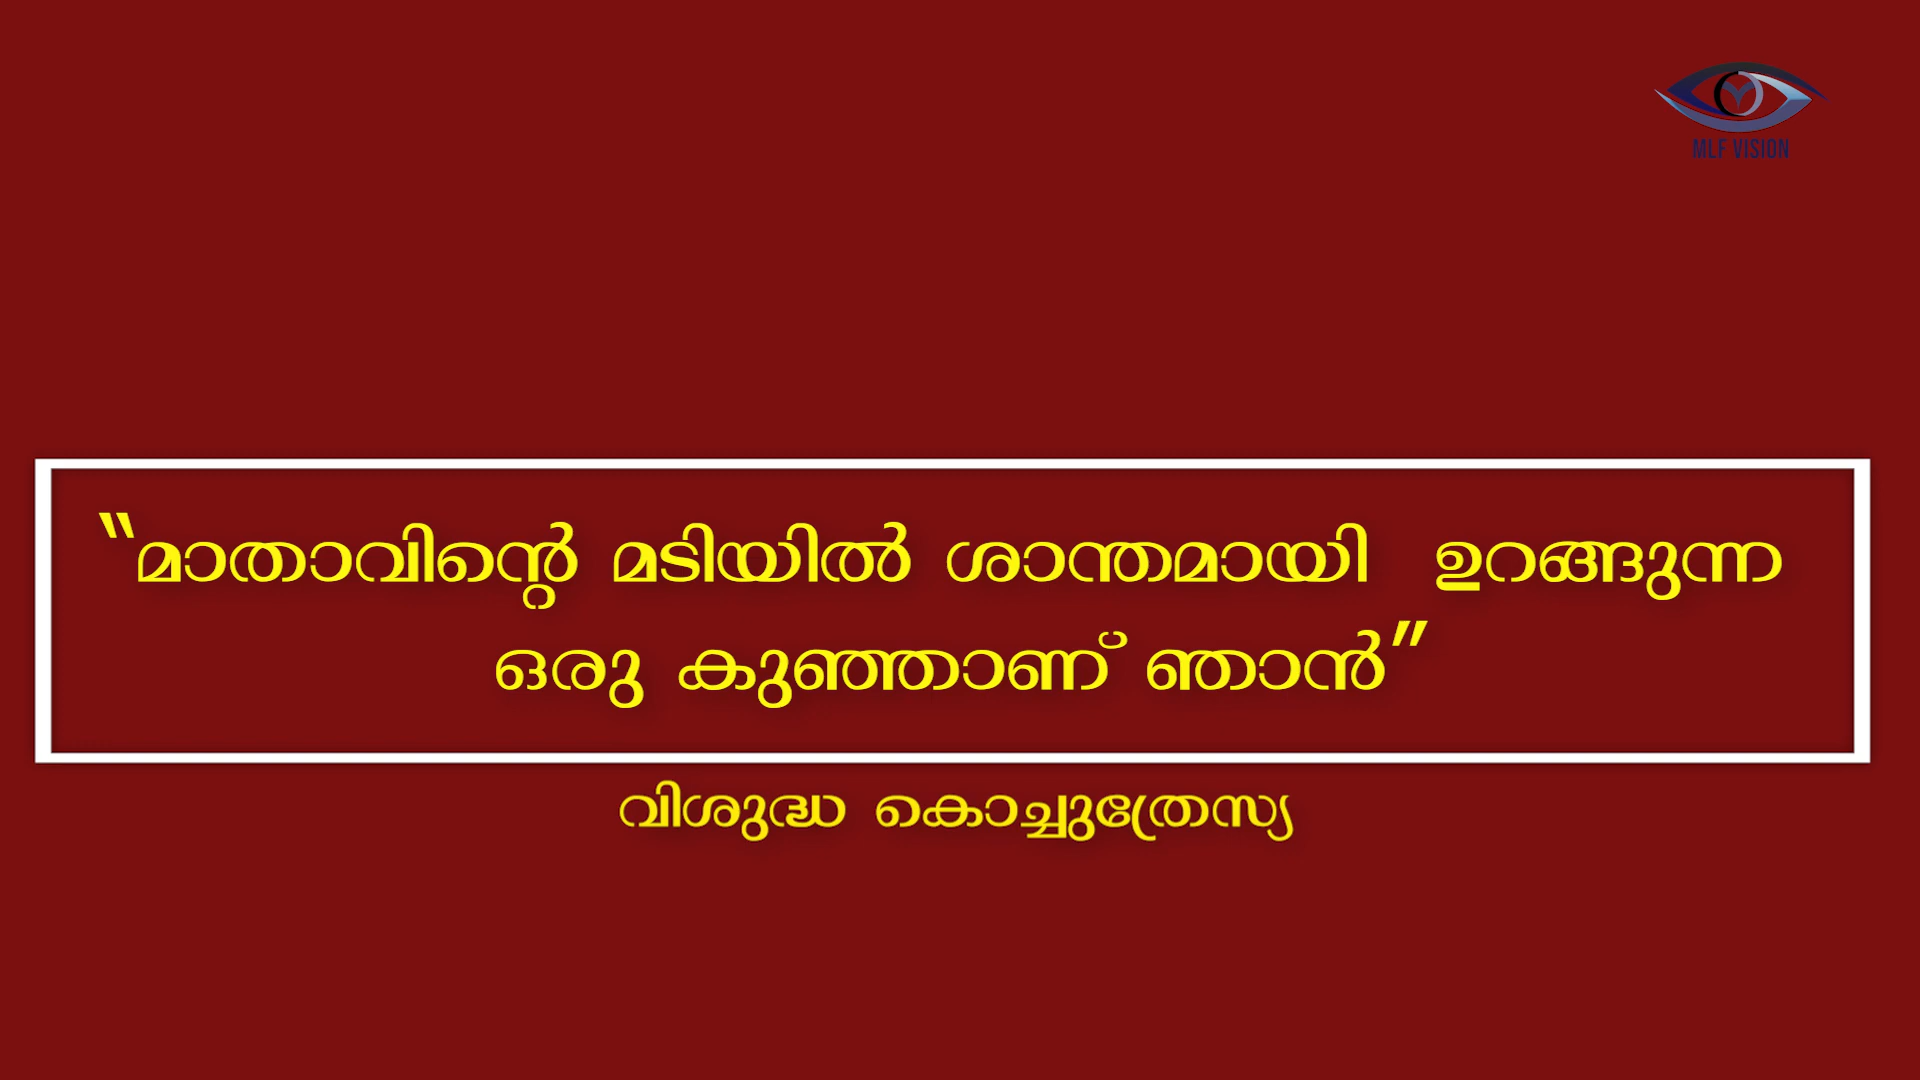 MLF VISION
“മാതാവിന്റെ മടിയിൽ ശാന്തമായി ഉറങ്ങുന്ന
ഒരു കുഞ്ഞാണ് ഞാൻ”
വിശുദ്ധ കൊച്ചുത്രേസ്യ